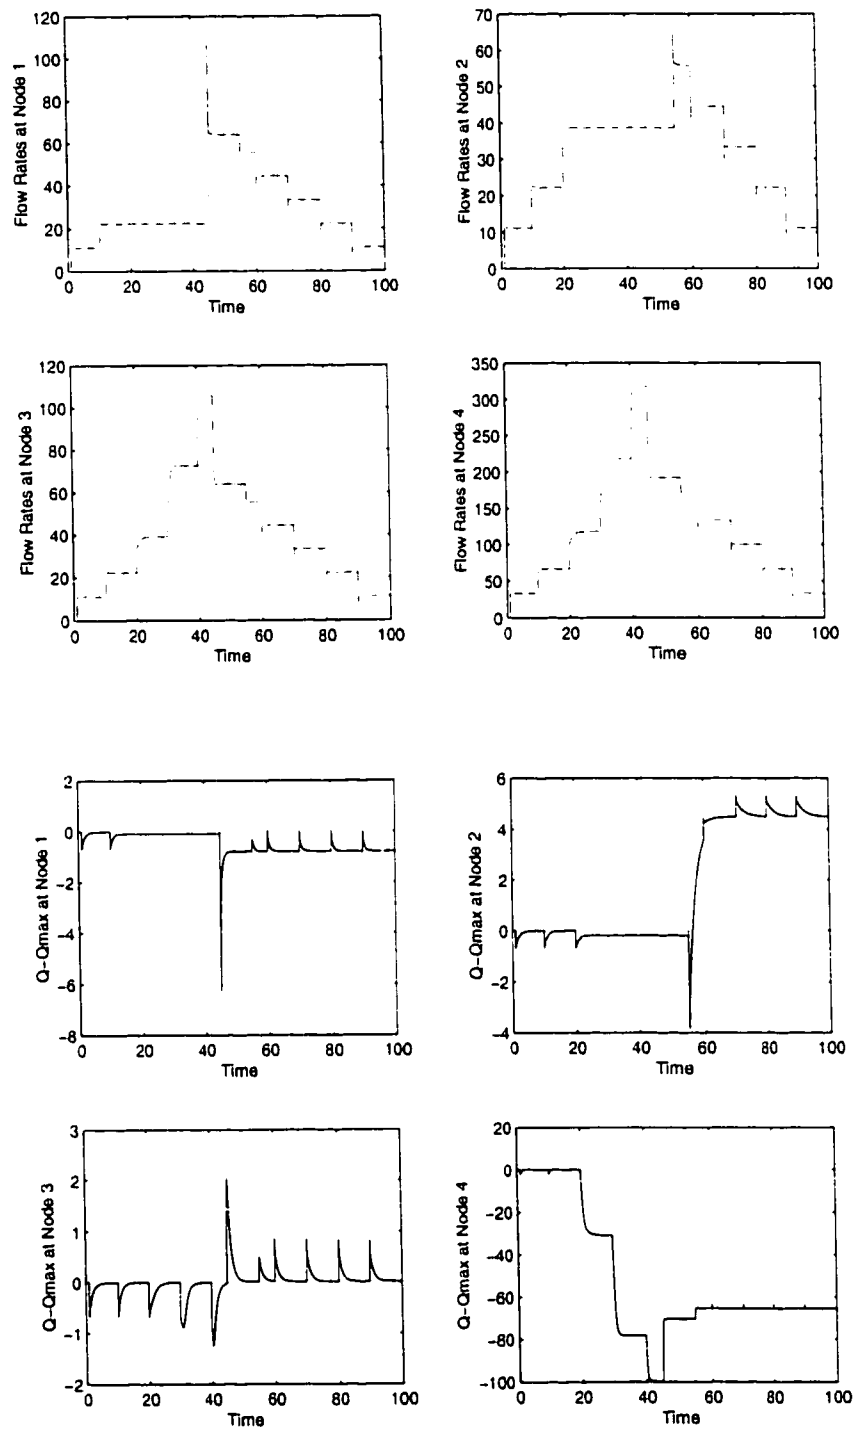 Flow Rates at Node 1
120
100
80
60
40
20
0
0 20 40 60 80 100
Time
Flow Rates at Node 2
70
60
50
40
30
20
10
0
0 20 40 60 80 100
Time
Flow Rates at Node 3
120
100
80
60
40
20
0
0 20 40 60 80 100
Time
Flow Rates at Node 4
350
300
250
200
150
100
50
0
0 20 40 60 80 100
Time
Q-Qmax at Node 1
2
0
-2
-4
-6
-8
0 20 40 60 80 100
Time
Q-Qmax at Node 2
6
4
2
0
-2
-4
0 20 40 60 80 100
Time
Q-Qmax at Node 3
3
2
1
0
-1
-2
0 20 40 60 80 100
Time
Q-Qmax at Node 4
20
0
-20
-40
-60
-80
-100
0 20 40 60 80 100
Time